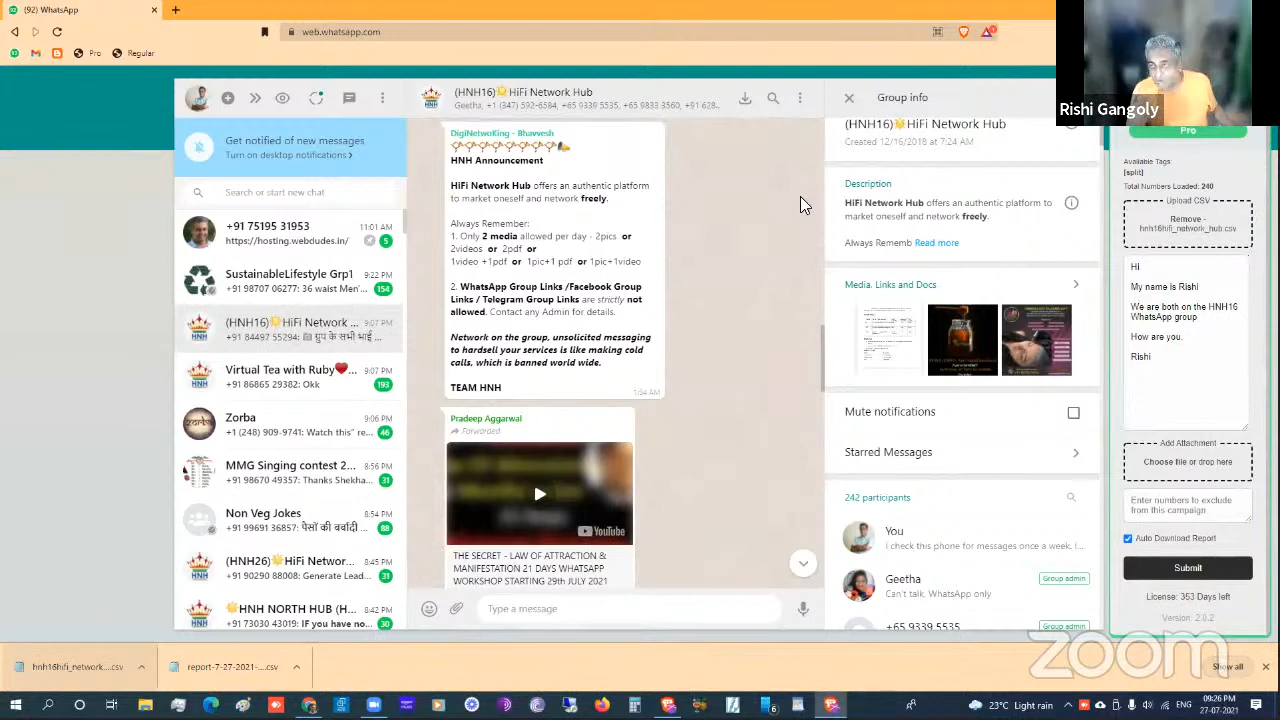 (92) WhatsApp
web.whatsapp.com
Pro
Regular
Rishi Gangoly
Get notified of new messages
Turn on desktop notifications
Search or start new chat
+91 75195 31953
11:01 AM
https://hosting.webdudes.in/
5
SustainableLifestyle Grp1
9:22 PM
+91 98707 06277: 36 waist Men'...
154
(HNH16)🌟HiFi Network ...
9:07 PM
+91 84497 55294: ग्रुप के सभी भाई ...
Virtual Tea with Ruby❤...
9:07 PM
+91 86865 29382: Okk
193
Zorba
9:06 PM
+1 (248) 909-9741: Watch this" re...
46
MMG Singing contest 2...
8:56 PM
+91 98670 49357: Thanks Shekha...
31
Non Veg Jokes
8:54 PM
+91 99691 36857: पैसों की बर्बादी ...
88
(HNH26)🌟HiFi Networ...
8:45 PM
+91 90290 88008: Generate Lead...
31
🌟HNH NORTH HUB (H...
8:42 PM
+91 73030 43019: IF you have no...
30
(HNH16)🌟HiFi Network Hub
Geetha, +1 (347) 592-6584, +65 9339 5535, +65 9833 3560, +91 628...
DigiNetwoKing - Bhavvesh
HNH Announcement
HiFi Network Hub offers an authentic platform
to market oneself and network freely.
Always Remember:
1. Only 2 media allowed per day - 2pics or
2videos or 2pdf or
1video +1pdf or 1pic+1 pdf or 1pic+1video
2. WhatsApp Group Links /Facebook Group
Links / Telegram Group Links are strictly not
allowed. Contact any Admin for details.
Network on the group, unsolicited messaging
to hardsell your services is like making cold
calls, which is banned world wide.
TEAM HNH
1:54 AM
Pradeep Aggarwal
Forwarded
YouTube
THE SECRET - LAW OF ATTRACTION &
MANIFESTATION 21 DAYS WHATSAPP
WORKSHOP STARTING 29th JULY 2021
Type a message
Group info
(HNH16)🌟HiFi Network Hub
Created 12/16/2018 at 7:24 AM
Description
HiFi Network Hub offers an authentic platform
to market oneself and network freely.
Always Rememb Read more
Media, Links and Docs
Mute notifications
Starred Messages
242 participants
You
I check this phone for messages once a week. I...
Geetha
Group admin
Can't talk, WhatsApp only
+65 9339 5535
Group admin
Pro
Available Tags:
[split]
Total Numbers Loaded: 240
Upload CSV
Remove -
hnh16hifi_network_hub.csv
Hi
My name is Rishi
We are both on the HNH16
WhatsApp group
How are you.
Rishi
Add Attachment
Choose file or drop here
Enter numbers to exclude
from this campaign
Auto Download Report
Submit
License: 353 Days left
Version: 2.0.2
zoom
hnh16hifi_network....csv
report-7-27-2021-....csv
Show all
23°C Light rain
ENG
09:26 PM
27-07-2021